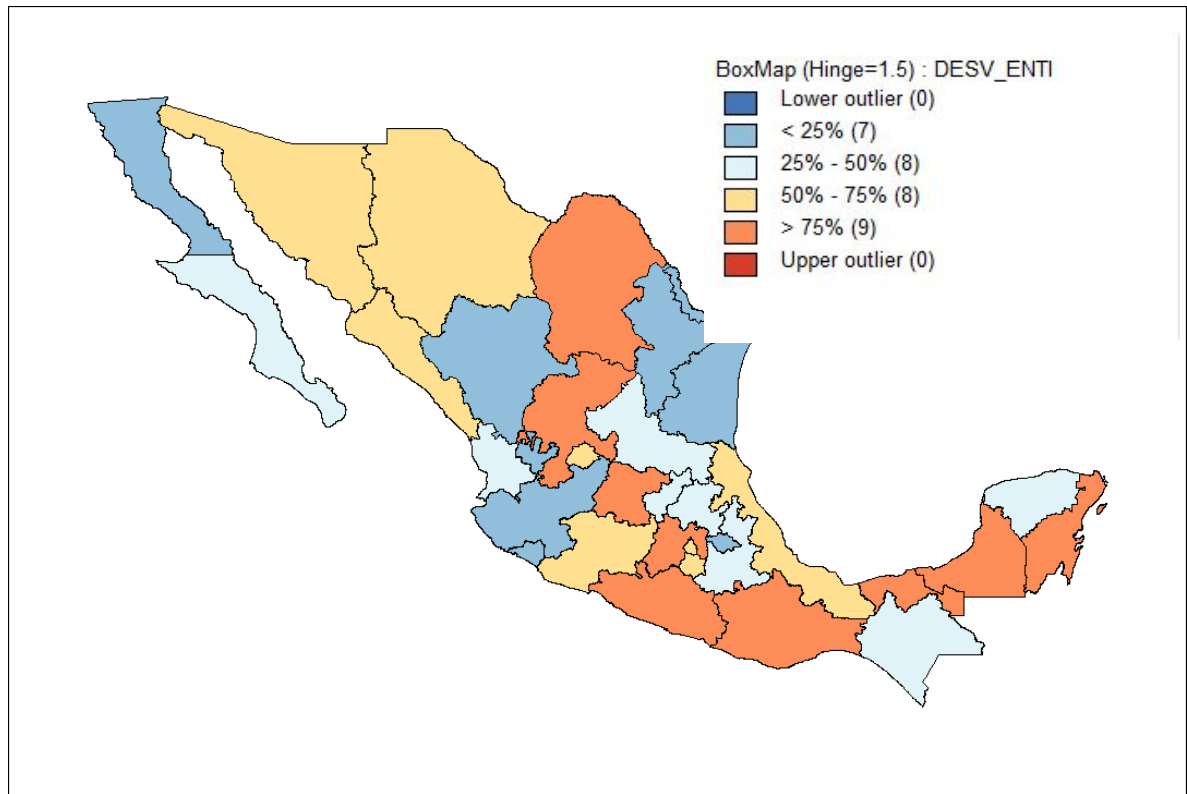 BoxMap (Hinge=1.5) : DESV_ENTI
Lower outlier (0)
< 25% (7)
25% - 50% (8)
50% - 75% (8)
> 75% (9)
Upper outlier (0)